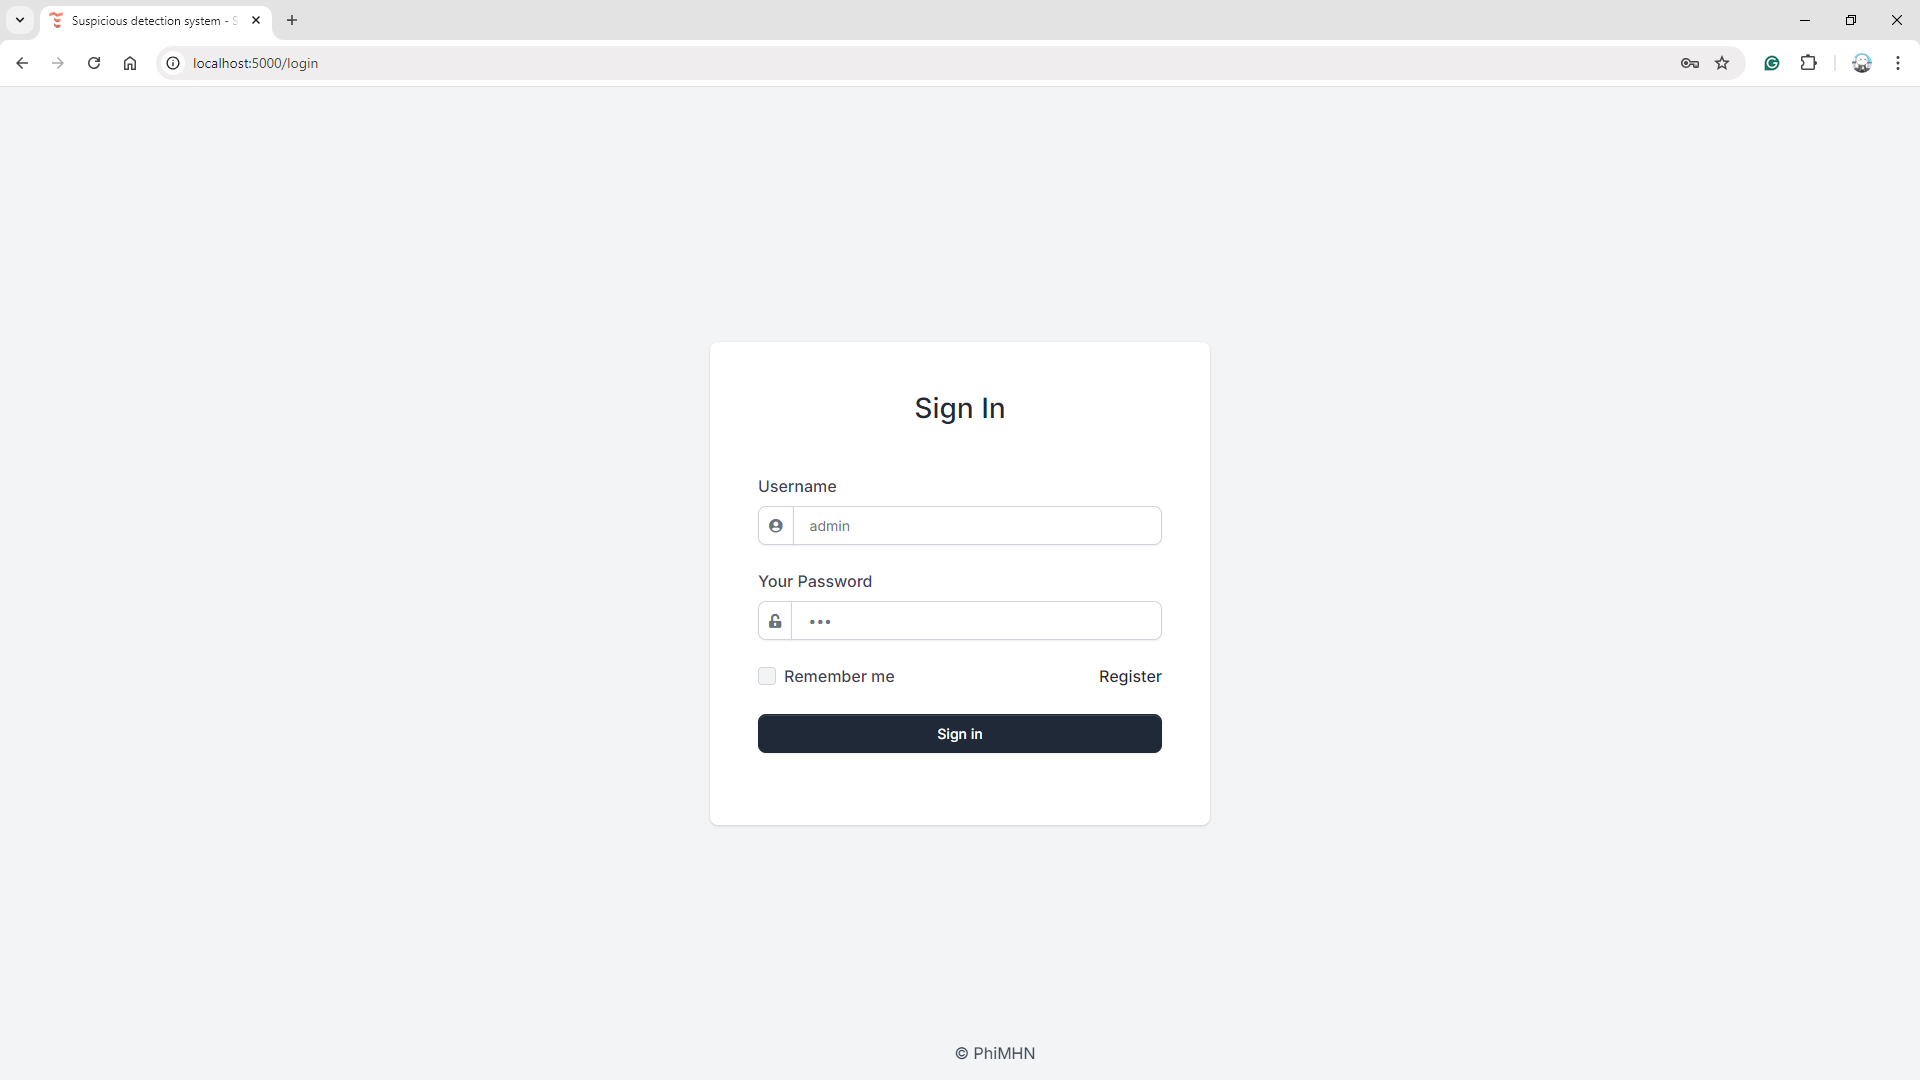 Suspicious detection system - S
localhost:5000/login
Sign In
Username
admin
Your Password
•••
Remember me
Register
Sign in
© PhiMHN